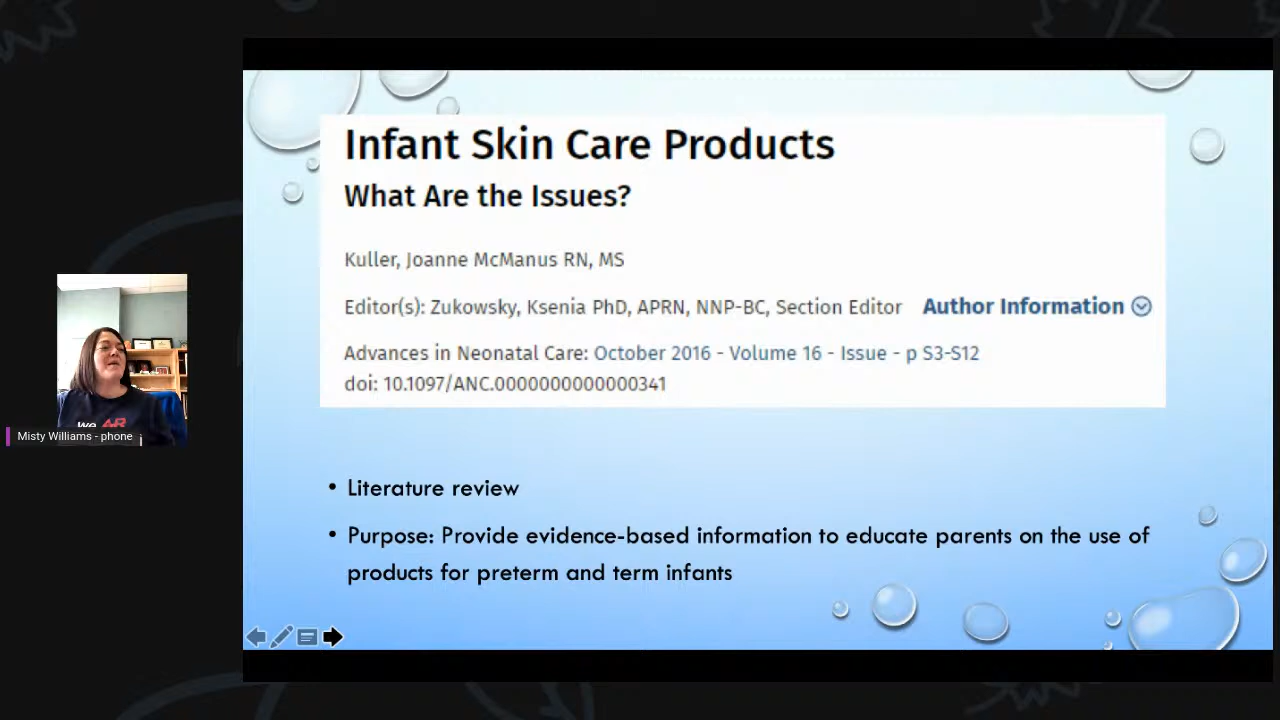 Infant Skin Care Products
What Are the Issues?
Kuller, Joanne McManus RN, MS
Editor(s): Zukowsky, Ksenia PhD, APRN, NNP-BC, Section Editor Author Information
Advances in Neonatal Care: October 2016 - Volume 16 - Issue - p S3-S12
doi: 10.1097/ANC.0000000000000341
we AR
Misty Williams - phone
• Literature review
• Purpose: Provide evidence-based information to educate parents on the use of
products for preterm and term infants